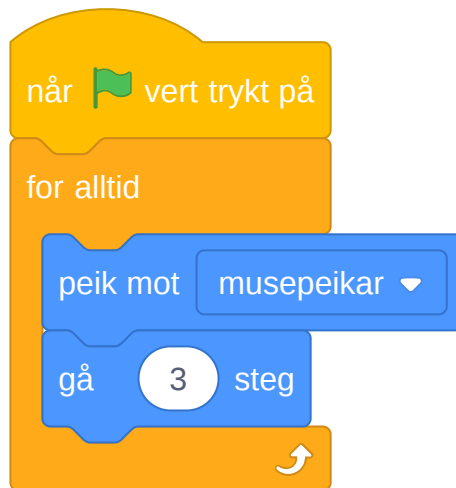 når vert trykt på
for alltid
peik mot musepeikar
gå 3 steg